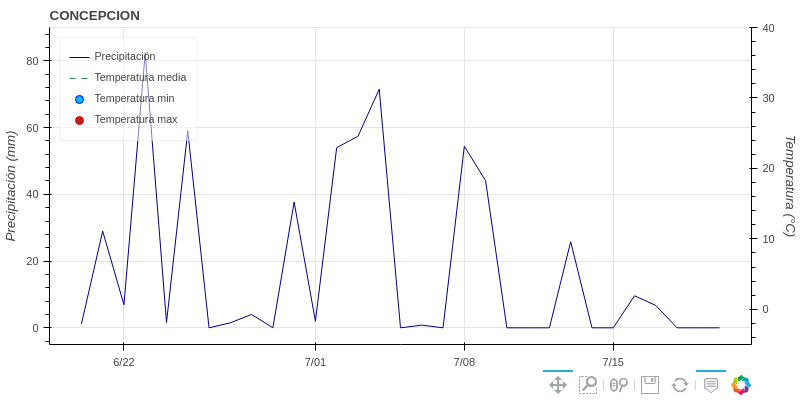 CONCEPCION
Precipitación
Temperatura media
Temperatura min
Temperatura max
Precipitación (mm)
80
60
40
20
0
40
30
20
10
0
Temperatura (°C)
6/22
7/01
7/08
7/15